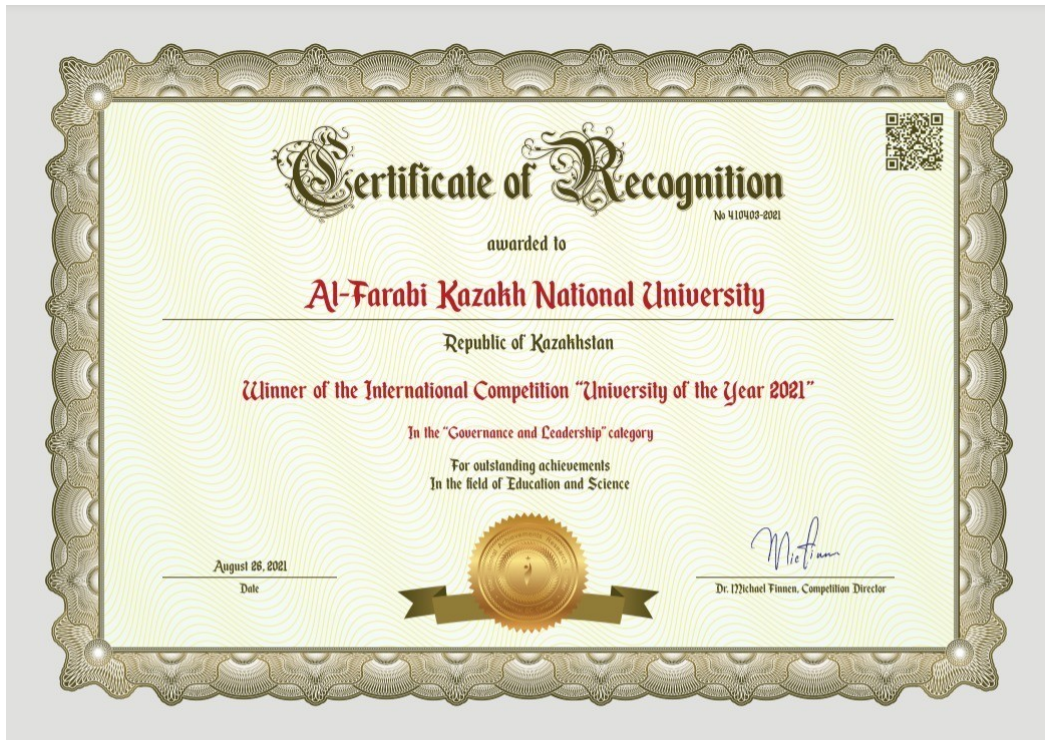 Certificate of Recognition
No 410403-2021
awarded to
Al-Farabi Kazakh National University
Republic of Kazakhstan
Winner of the International Competition “University of the Year 2021”
In the “Governance and Leadership” category
For outstanding achievements
In the field of Education and Science
August 26, 2021
Date
Dr. Michael Finnen, Competition Director